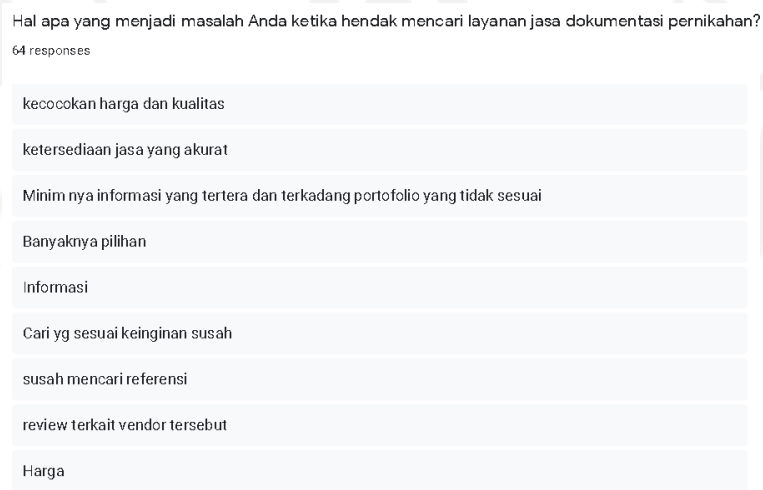 Hal apa yang menjadi masalah Anda ketika hendak mencari layanan jasa dokumentasi pernikahan?
64 responses
kecocokan harga dan kualitas
ketersediaan jasa yang akurat
Minim nya informasi yang tertera dan terkadang portofolio yang tidak sesuai
Banyaknya pilihan
Informasi
Cari yg sesuai keinginan susah
susah mencari referensi
review terkait vendor tersebut
Harga